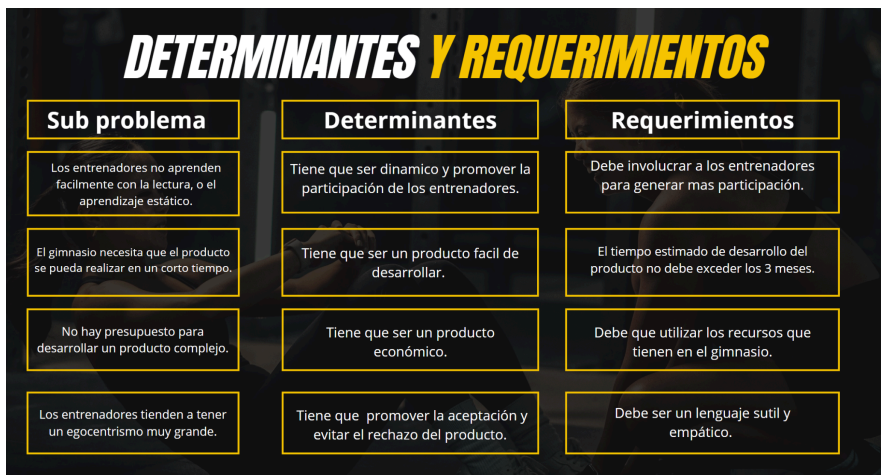 DETERMINANTES Y REQUERIMIENTOS
Sub problema
Determinantes
Requerimientos
Los entrenadores no aprenden
facilmente con la lectura, o el
aprendizaje estático.
Tiene que ser dinamico y promover la
participación de los entrenadores.
Debe involucrar a los entrenadores
para generar mas participación.
El gimnasio necesita que el producto
se pueda realizar en un corto tiempo.
Tiene que ser un producto facil de
desarrollar.
El tiempo estimado de desarrollo del
producto no debe exceder los 3 meses.
No hay presupuesto para
desarrollar un producto complejo.
Tiene que ser un producto
económico.
Debe que utilizar los recursos que
tienen en el gimnasio.
Los entrenadores tienden a tener
un egocentrismo muy grande.
Tiene que promover la aceptación y
evitar el rechazo del producto.
Debe ser un lenguaje sutil y
empático.